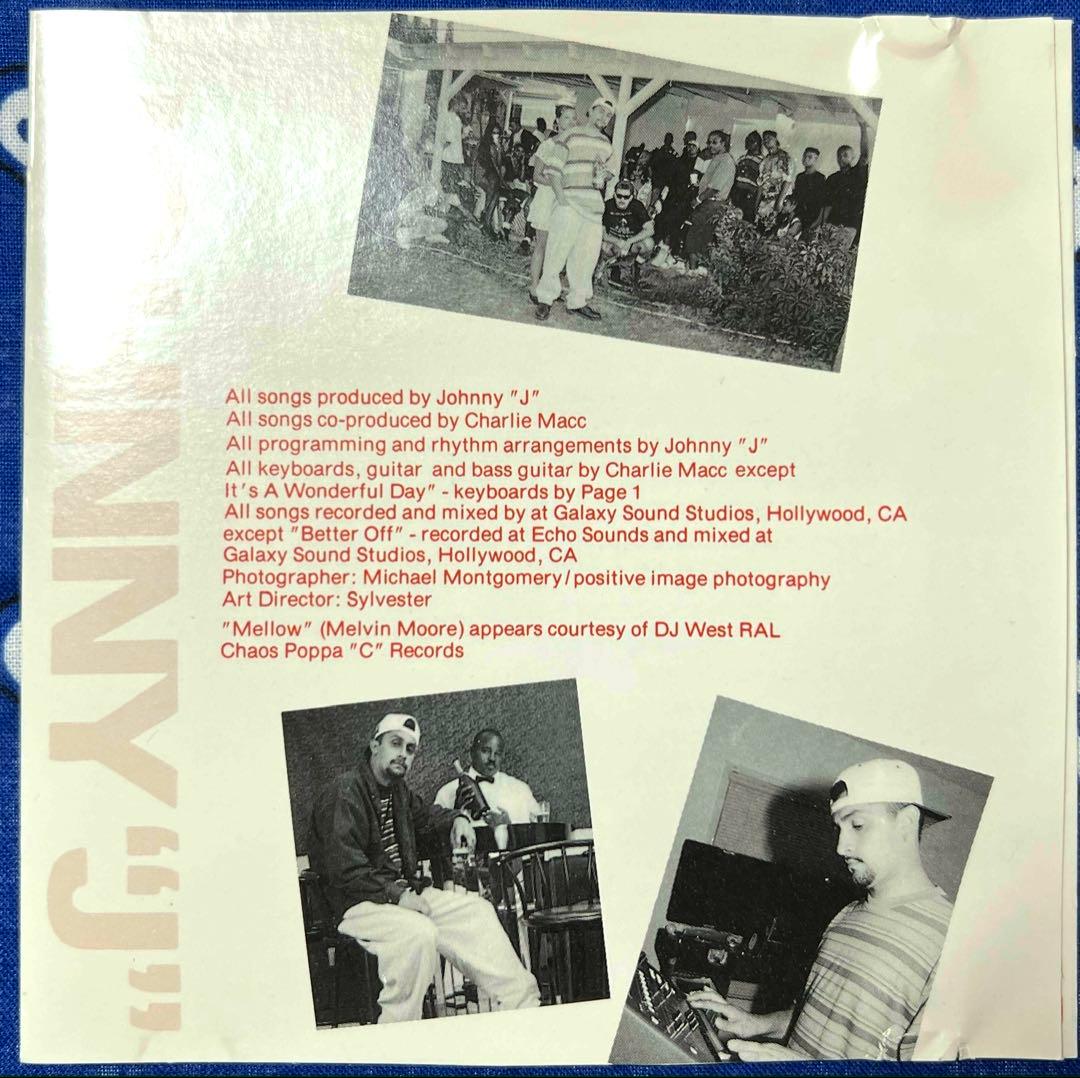 All songs produced by Johnny "J"
All songs co-produced by Charlie Macc
All programming and rhythm arrangements by Johnny "J"
All keyboards, guitar and bass guitar by Charlie Macc except
It's A Wonderful Day" - keyboards by Page 1
All songs recorded and mixed by at Galaxy Sound Studios, Hollywood, CA
except "Better Off" - recorded at Echo Sounds and mixed at
Galaxy Sound Studios, Hollywood, CA
Photographer: Michael Montgomery/positive image photography
Art Director: Sylvester
"Mellow" (Melvin Moore) appears courtesy of DJ West RAL
Chaos Poppa "C" Records
NNY "J"